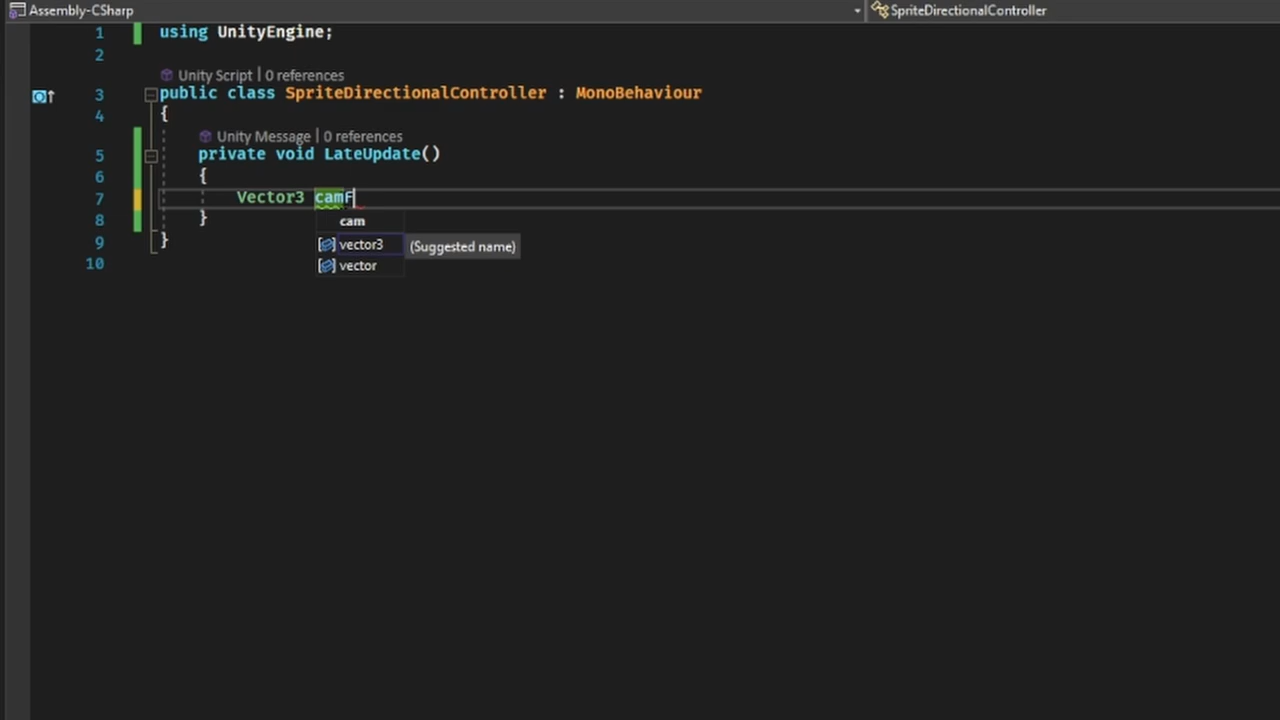 Assembly-CSharp SpriteDirectionalController
1 using UnityEngine;
2
Unity Script | 0 references
3 public class SpriteDirectionalController : MonoBehaviour
4 {
Unity Message | 0 references
5 private void LateUpdate()
6 {
7 Vector3 camF
8 }
cam
9 }
vector3 (Suggested name)
10
vector